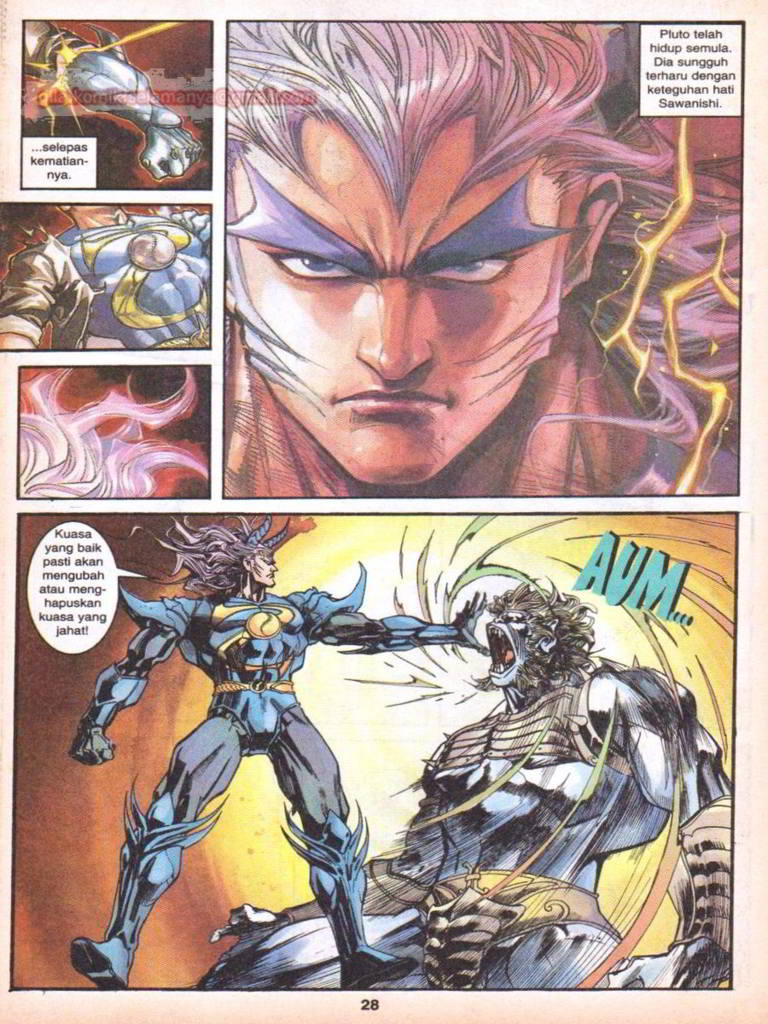 ...selepas
kematian-
nya.
Pluto telah
hidup semula.
Dia sungguh
terharu dengan
keteguhan hati
Sawanishi.
Kuasa
yang baik
pasti akan
mengubah
atau meng-
hapuskan
kuasa yang
jahat!
AUM...
28